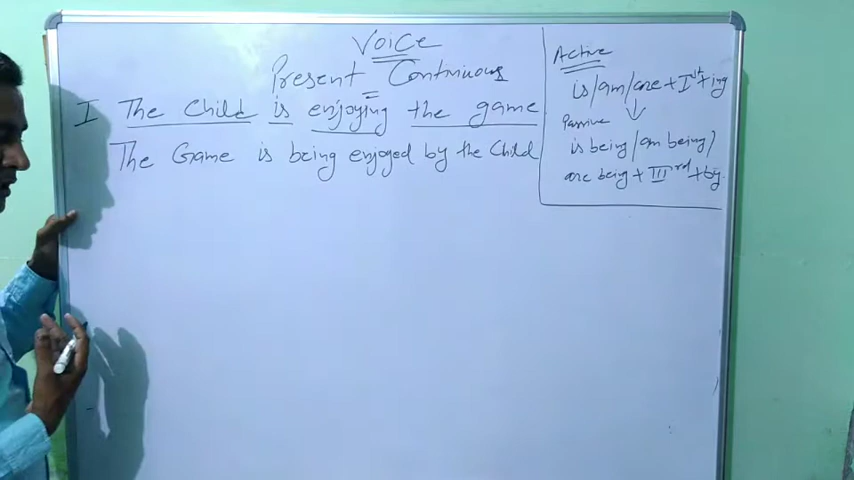 Voice
Present Continuous
I The Child is enjoying the game
The Game is being enjoyed by the Child
Active
is/am/are + Ist + ing
↓
Passive
is being/am being/
are being + IIIrd + by